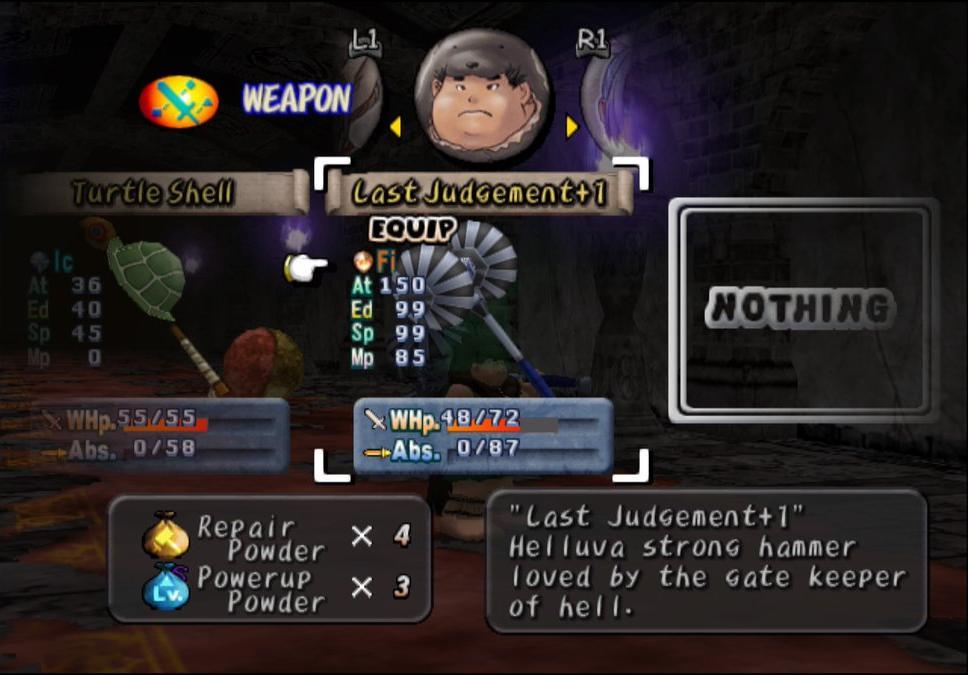 L1
R1
WEAPON
Turtle Shell
Last Judgement+1
EQUIP
Ic
At 36
Ed 40
Sp 45
Mp 0
Fi
At 150
Ed 99
Sp 99
Mp 85
NOTHING
WHp. 55/55
Abs. 0/58
WHp. 48/72
Abs. 0/87
Repair
Powder × 4
Lv.
Powerup
Powder × 3
"Last Judgement+1"
Helluva strong hammer
loved by the gate keeper
of hell.